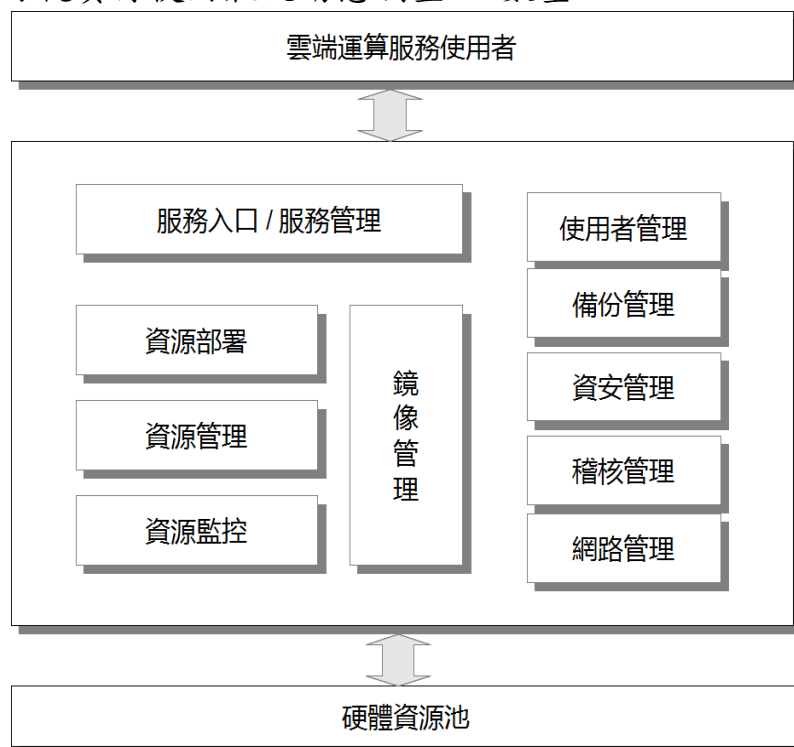 雲端運算服務使用者
服務入口 / 服務管理
資源部署
資源管理
資源監控
鏡像管理
使用者管理
備份管理
資安管理
稽核管理
網路管理
硬體資源池